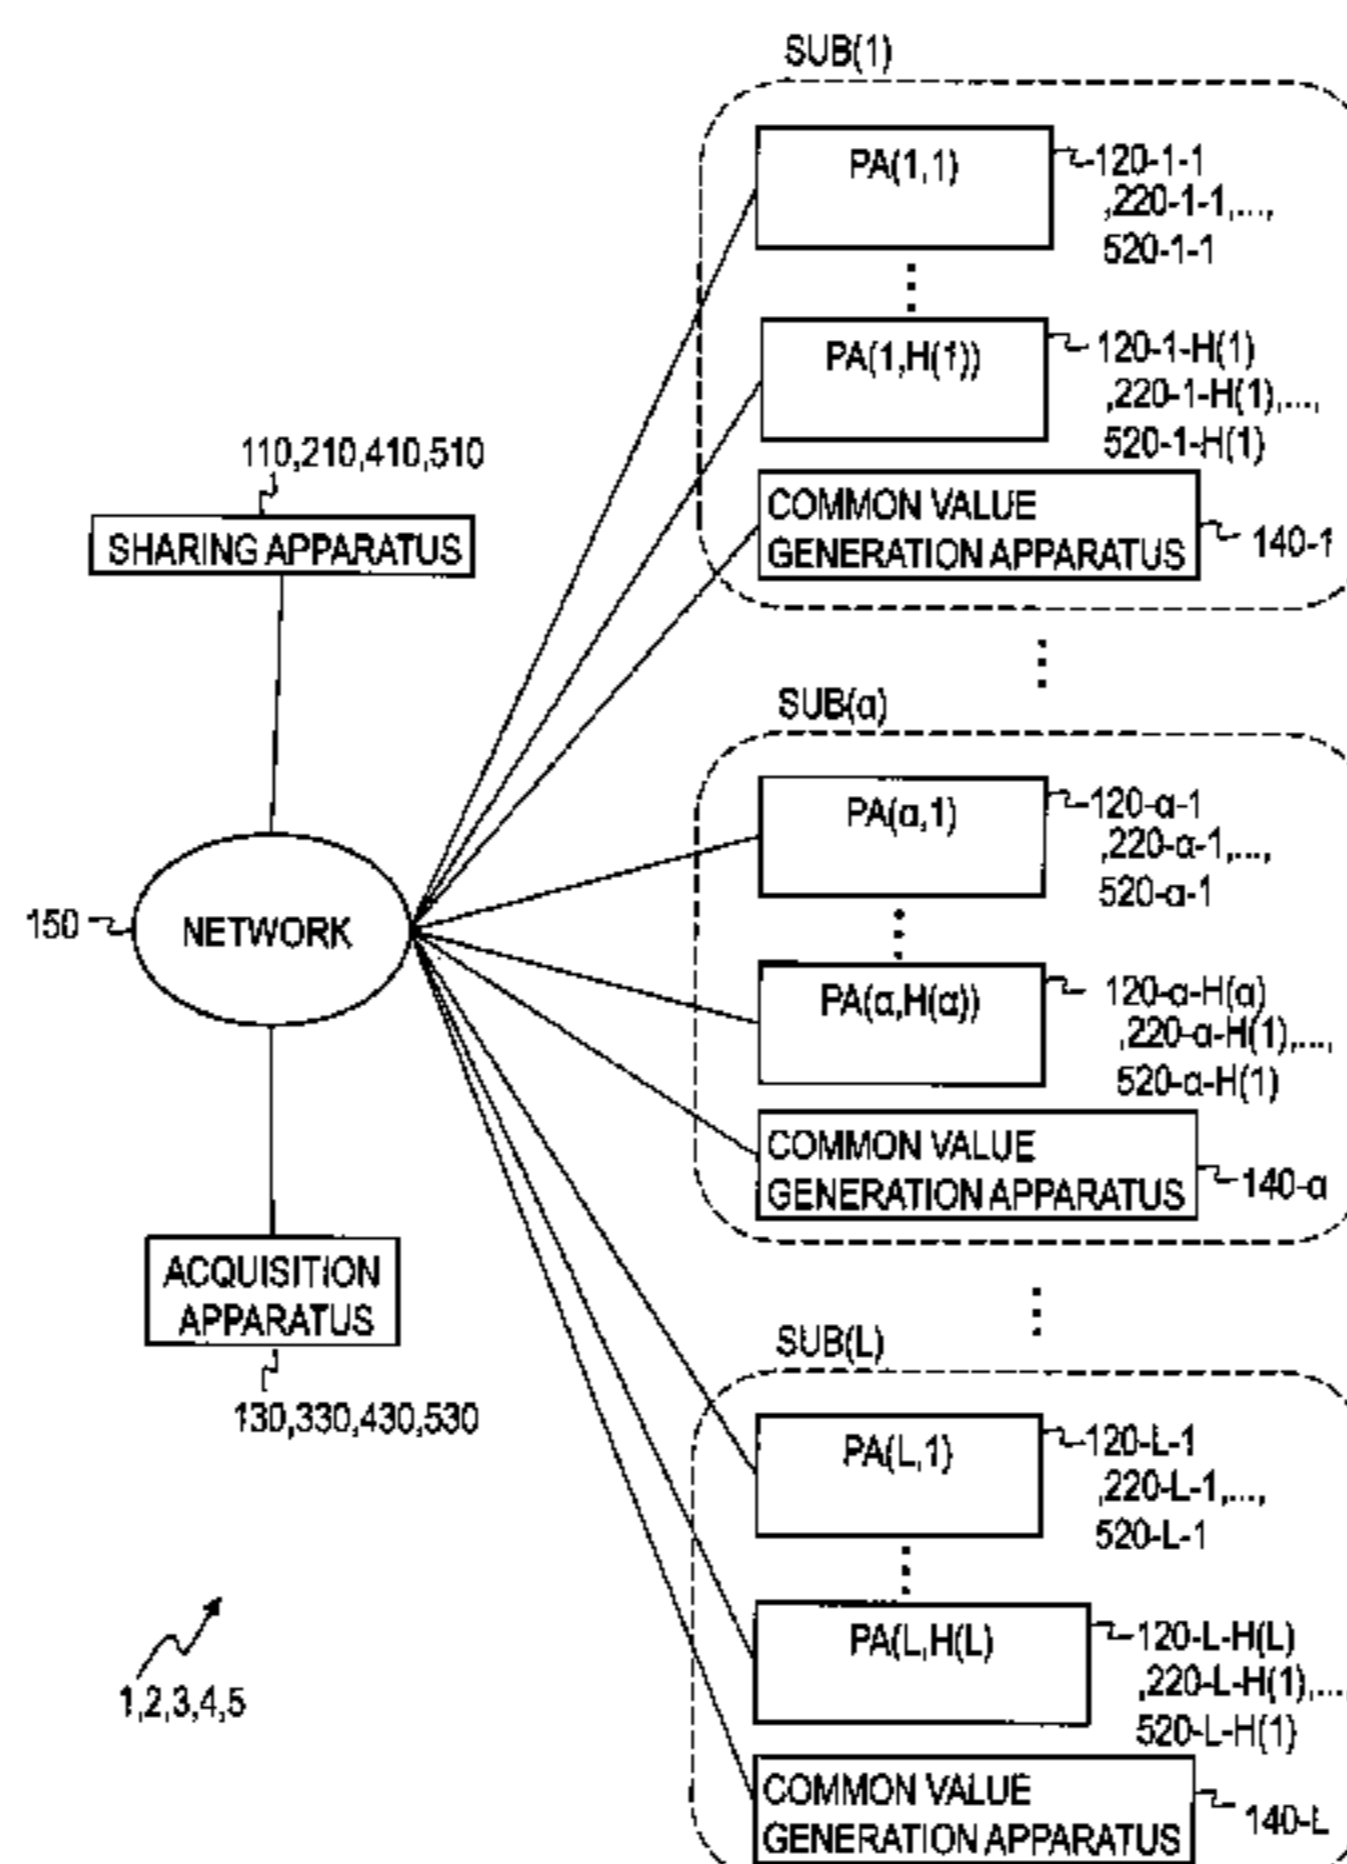 SUB(1)
PA(1,1)
120-1-1
,220-1-1,...,
520-1-1
PA(1,H(1))
120-1-H(1)
,220-1-H(1),...,
520-1-H(1)
110,210,410,510
SHARING APPARATUS
COMMON VALUE
GENERATION APPARATUS
140-1
SUB(α)
PA(α,1)
120-α-1
,220-α-1,...,
520-α-1
150
NETWORK
PA(α,H(α))
120-α-H(α)
,220-α-H(1),...,
520-α-H(1)
COMMON VALUE
GENERATION APPARATUS
140-α
ACQUISITION
APPARATUS
130,330,430,530
SUB(L)
PA(L,1)
120-L-1
,220-L-1,...,
520-L-1
PA(L,H(L)
120-L-H(L)
,220-L-H(1),...,
520-L-H(1)
1,2,3,4,5
COMMON VALUE
GENERATION APPARATUS
140-L